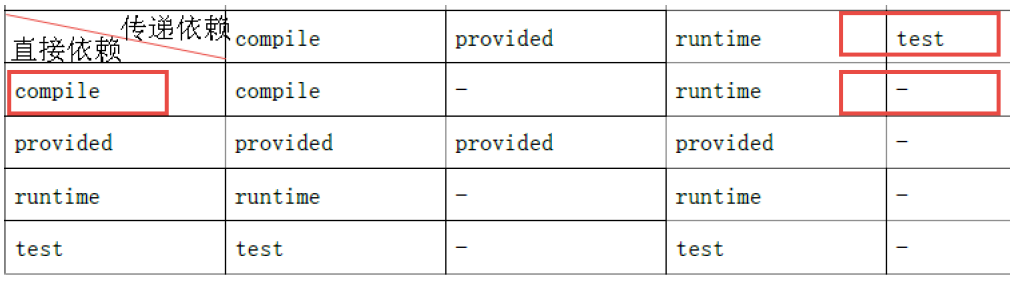 传递依赖
直接依赖 compile provided runtime test
compile compile - runtime -
provided provided provided provided -
runtime runtime - runtime -
test test - test -